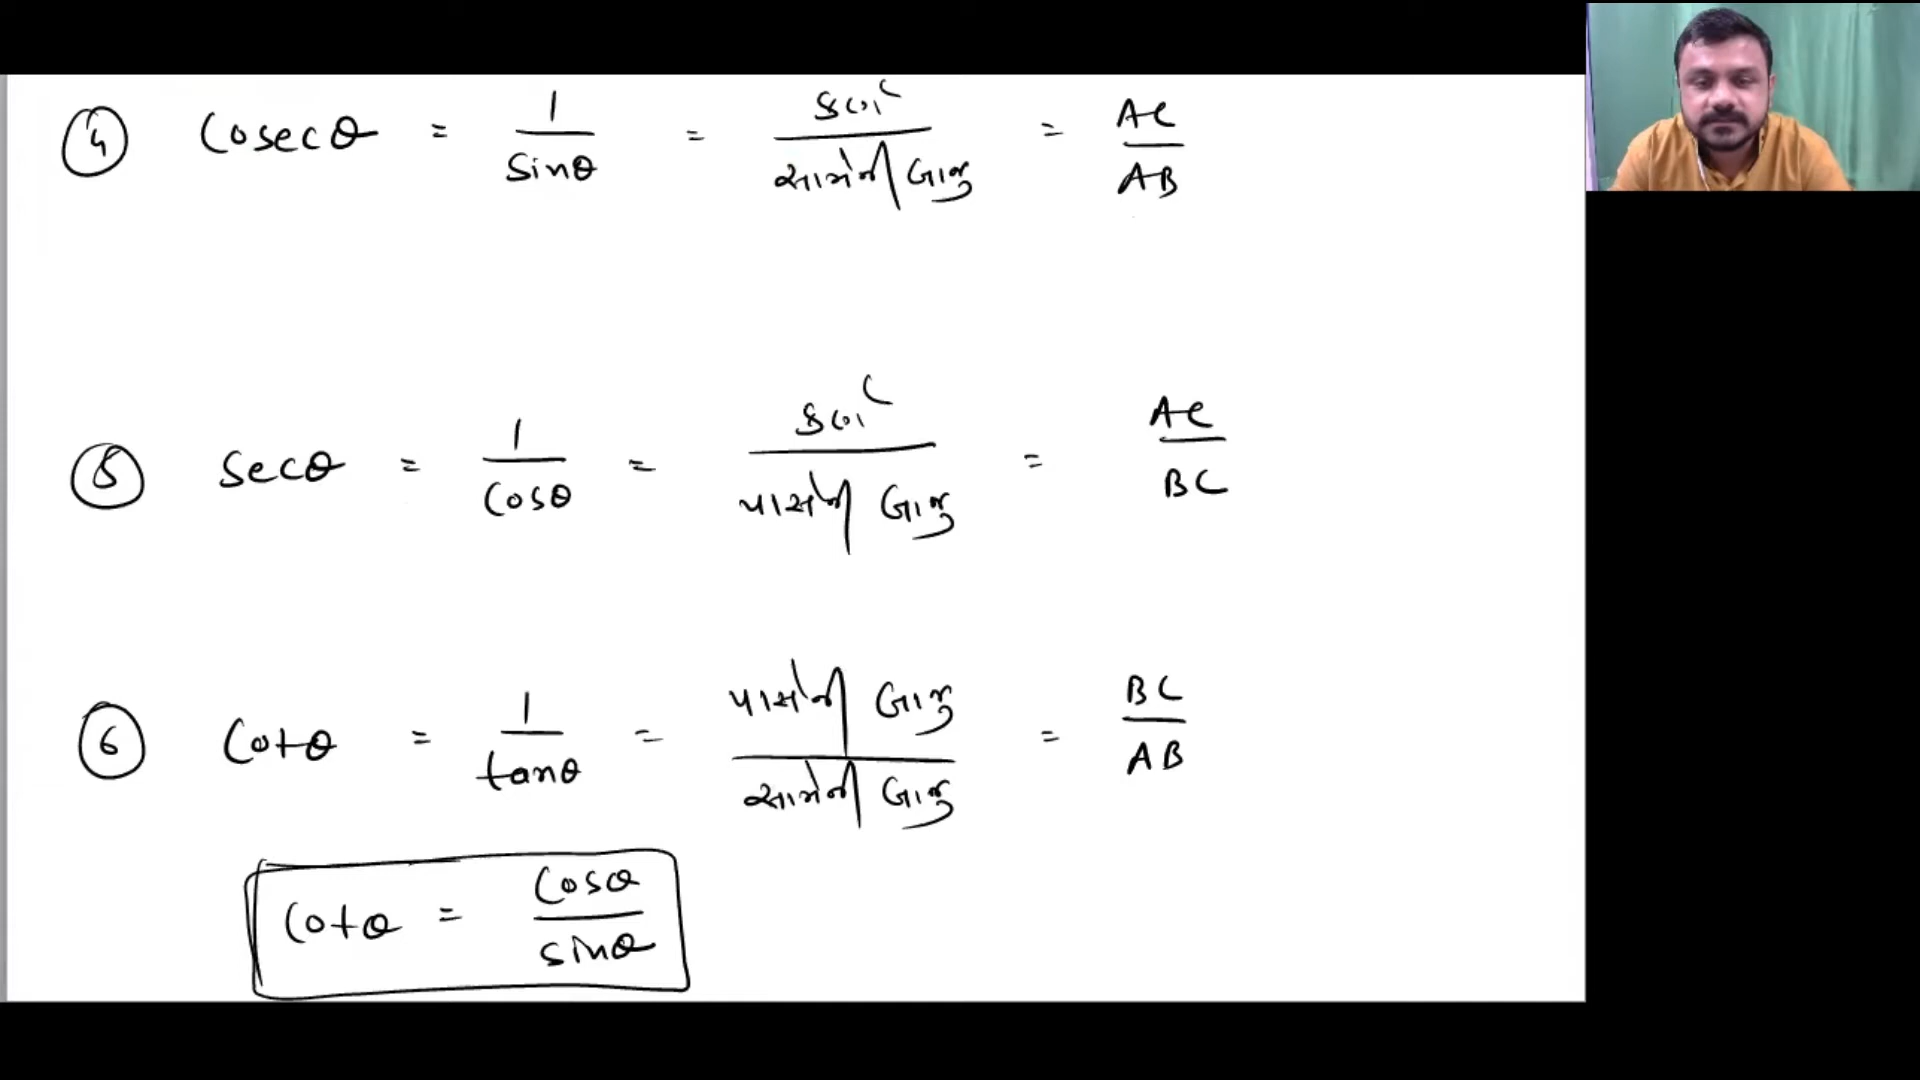 ④ Cosecθ = 1/sinθ = કર્ણ/સામેની બાજુ = AC/AB
⑤ secθ = 1/cosθ = કર્ણ/પાસેની બાજુ = AC/BC
⑥ Cotθ = 1/tanθ = પાસેની બાજુ/સામેની બાજુ = BC/AB
Cotθ = Cosθ/sinθ